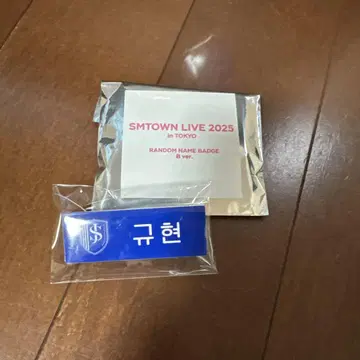 SMTOWN LIVE 2025
in TOKYO
RANDOM NAME BADGE
B ver.
규현